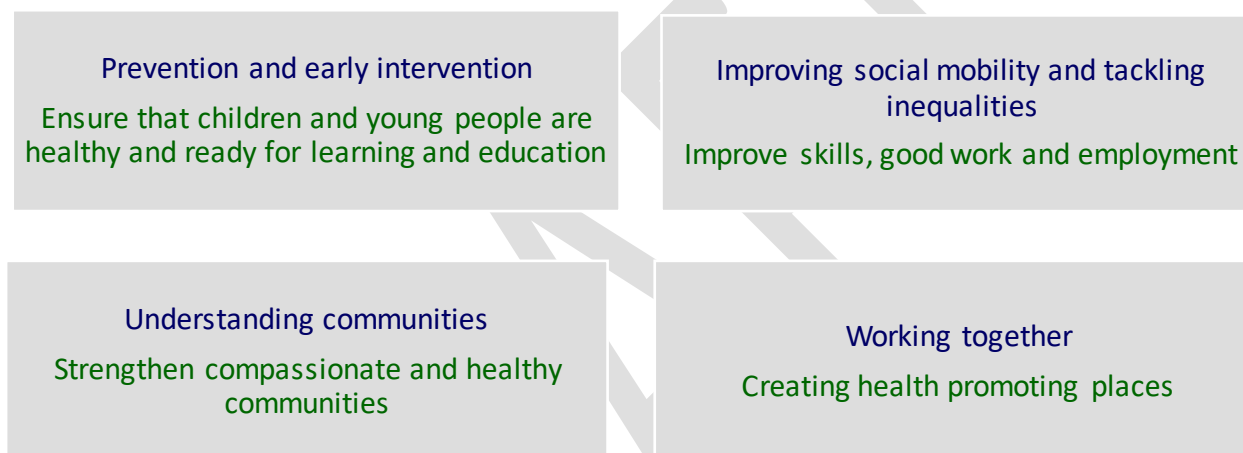 Prevention and early intervention
Ensure that children and young people are
healthy and ready for learning and education
Improving social mobility and tackling
inequalities
Improve skills, good work and employment
Understanding communities
Strengthen compassionate and healthy
communities
Working together
Creating health promoting places